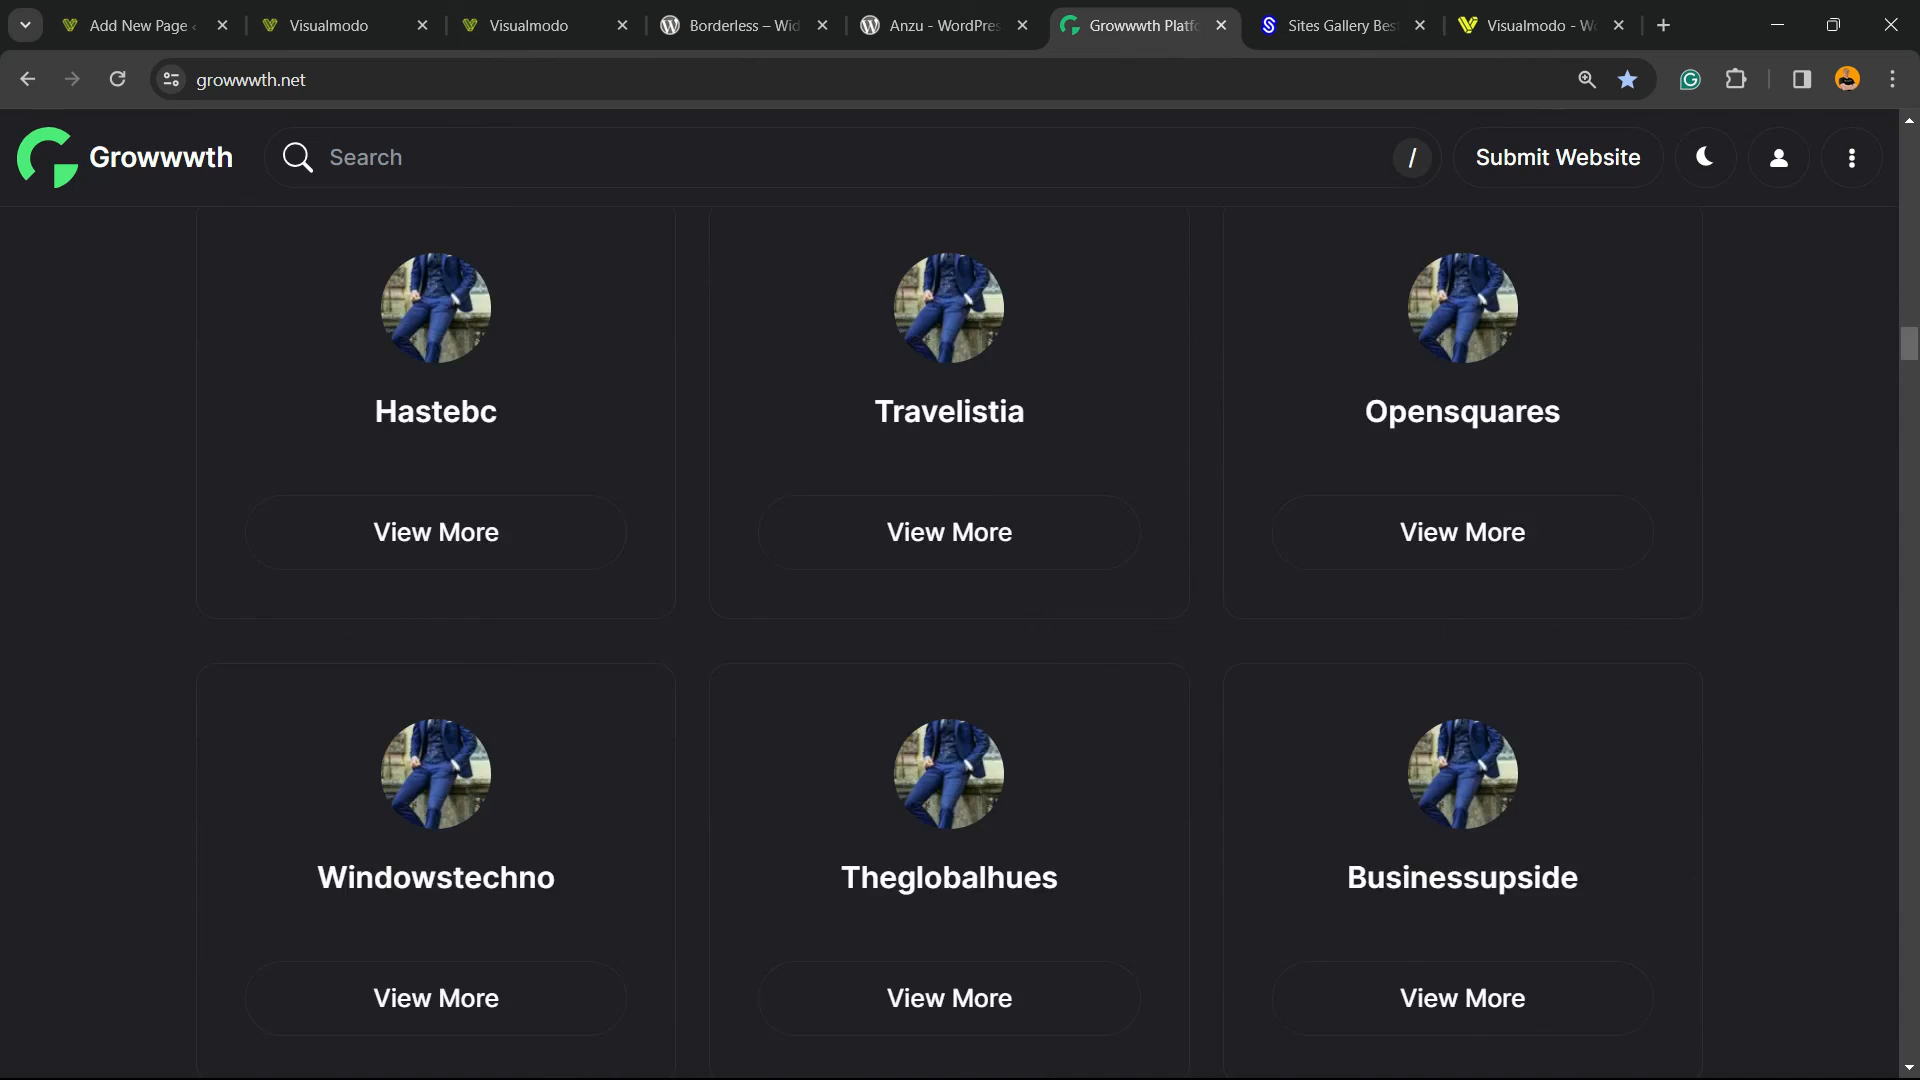 Add New Page
Visualmodo
Visualmodo
Borderless – Wid
Anzu - WordPres
Growwwth Platfo
Sites Gallery Bes
Visualmodo - Wo
growwwth.net
Growwwth
Search
/
Submit Website
Hastebc
Travelistia
Opensquares
View More
View More
View More
Windowstechno
Theglobalhues
Businessupside
View More
View More
View More